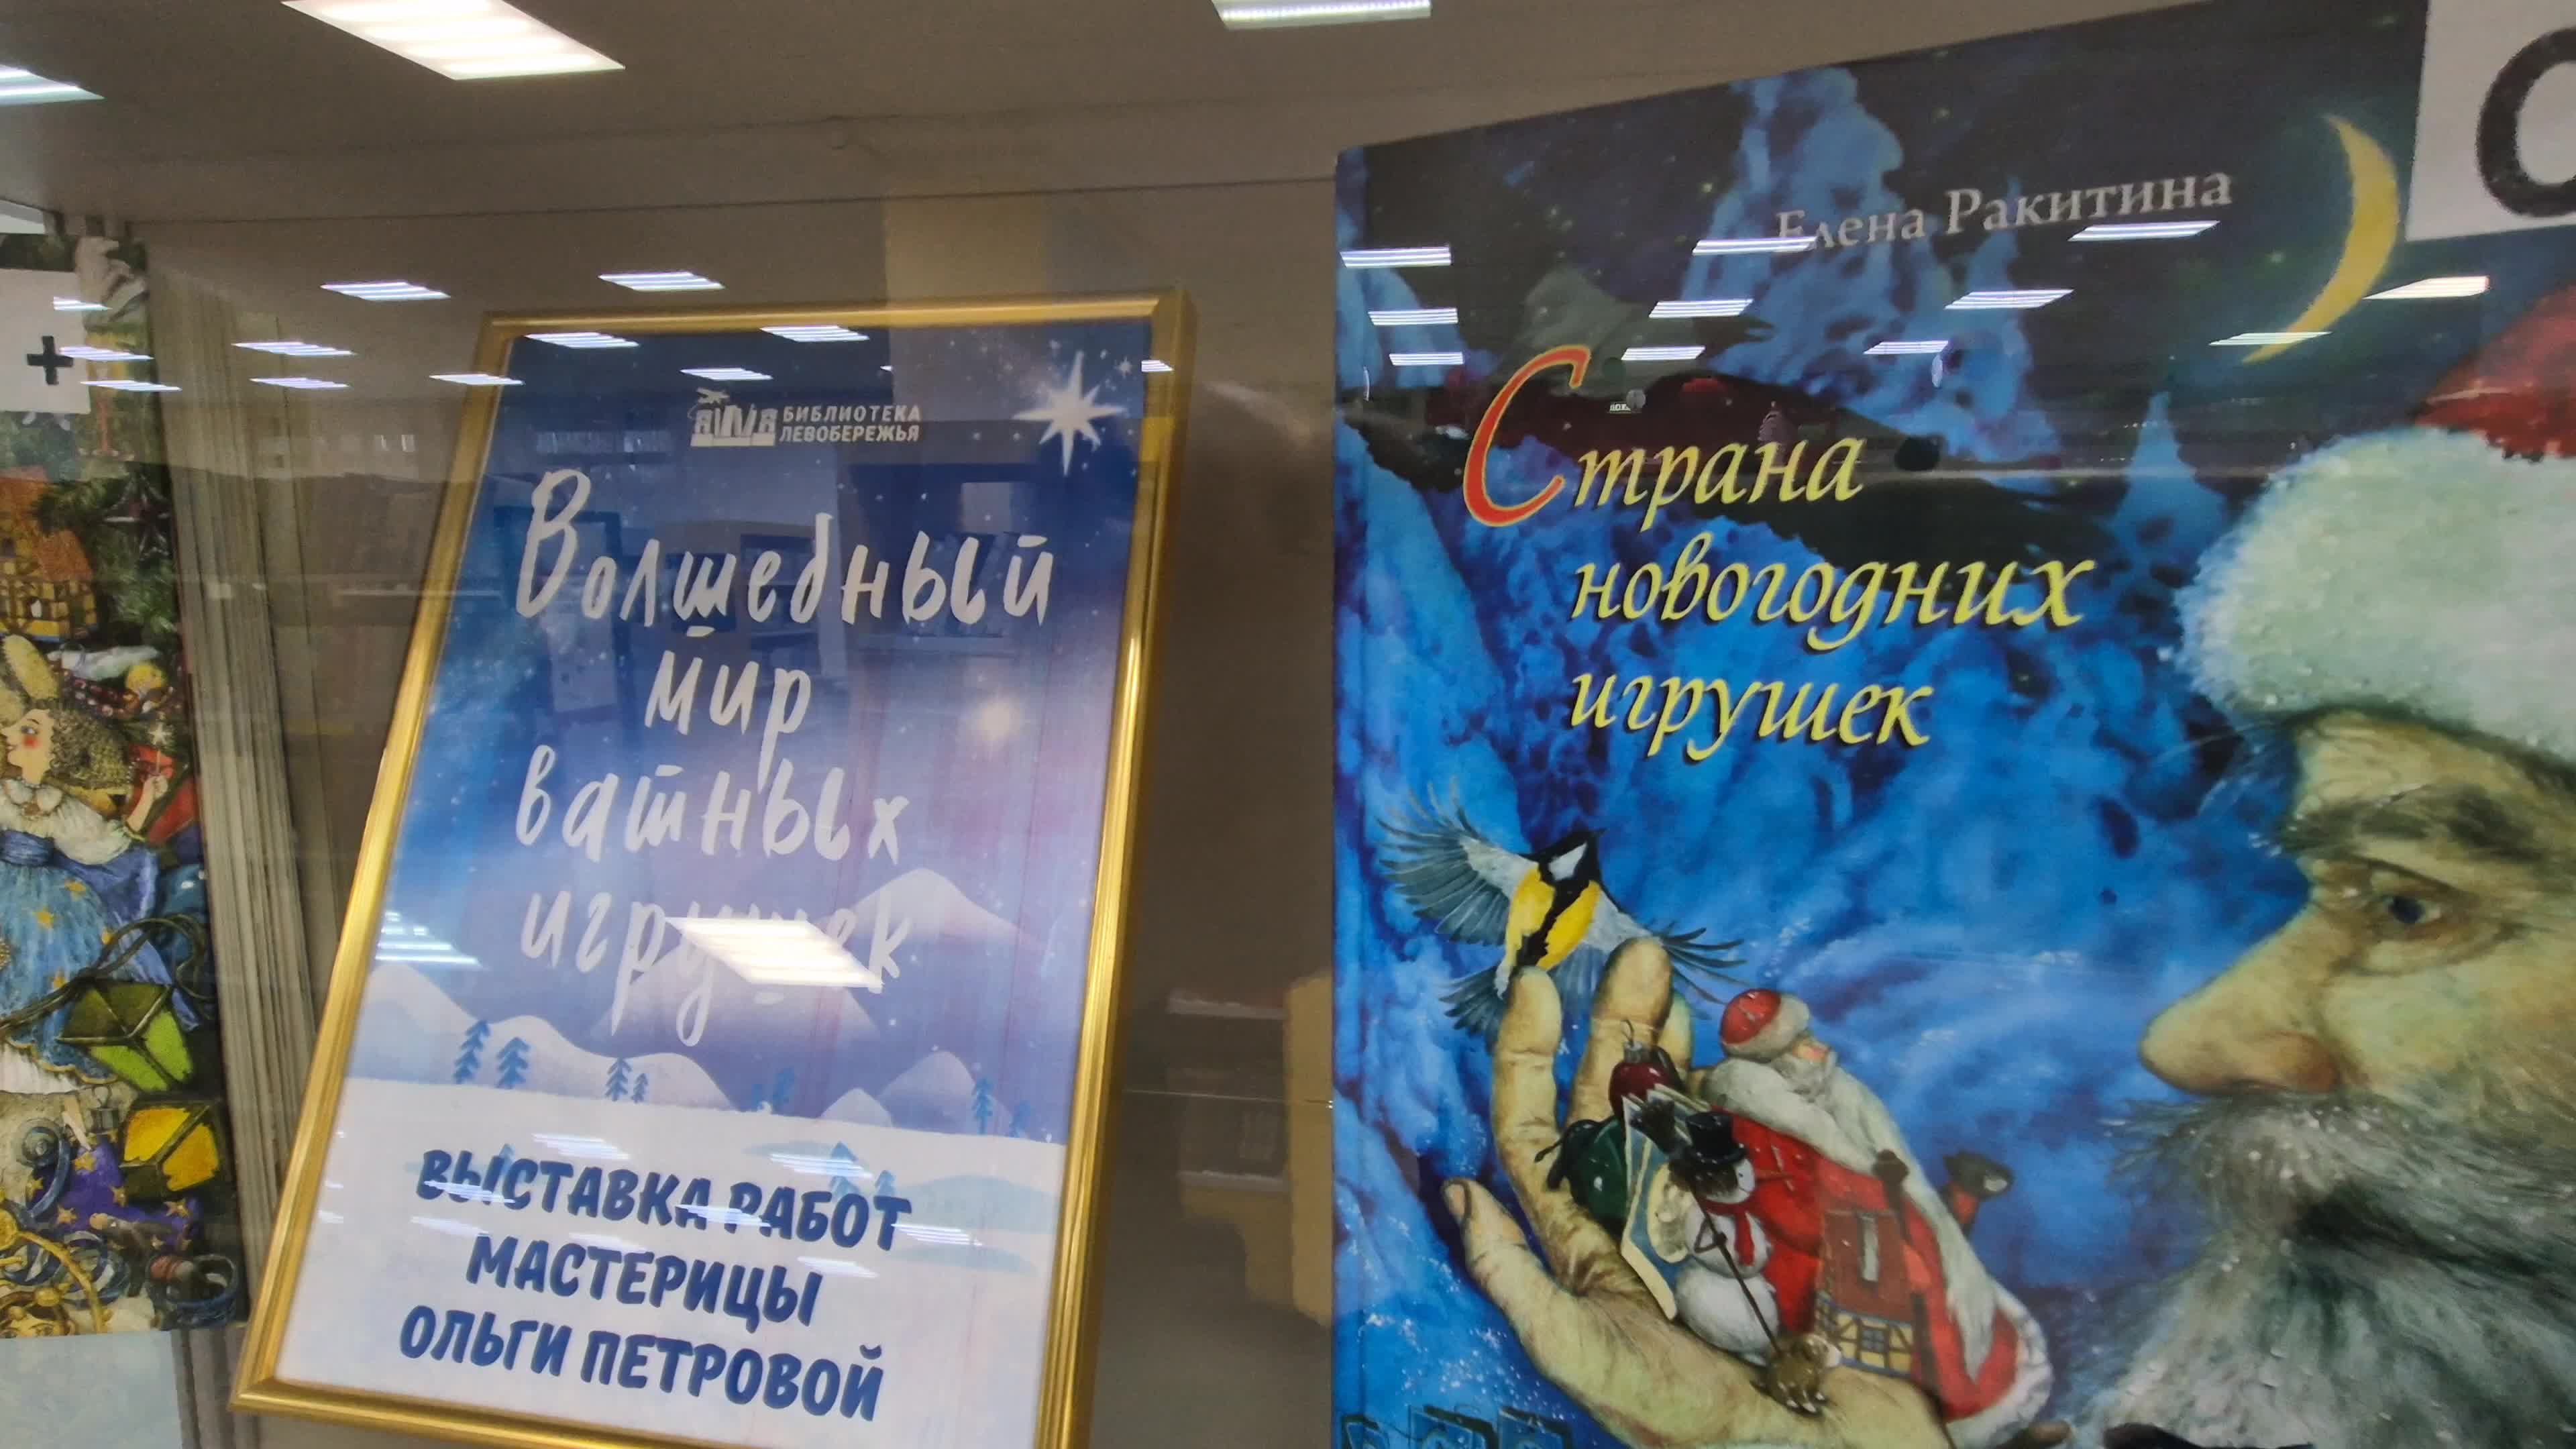 БИБЛИОТЕКА
ЛЕВОБЕРЕЖЬЯ
Волшебный
мир
ватных
игрушек
ВЫСТАВКА РАБОТ
МАСТЕРИЦЫ
ОЛЬГИ ПЕТРОВОЙ
Елена Ракитина
Страна
новогодних
игрушек
+